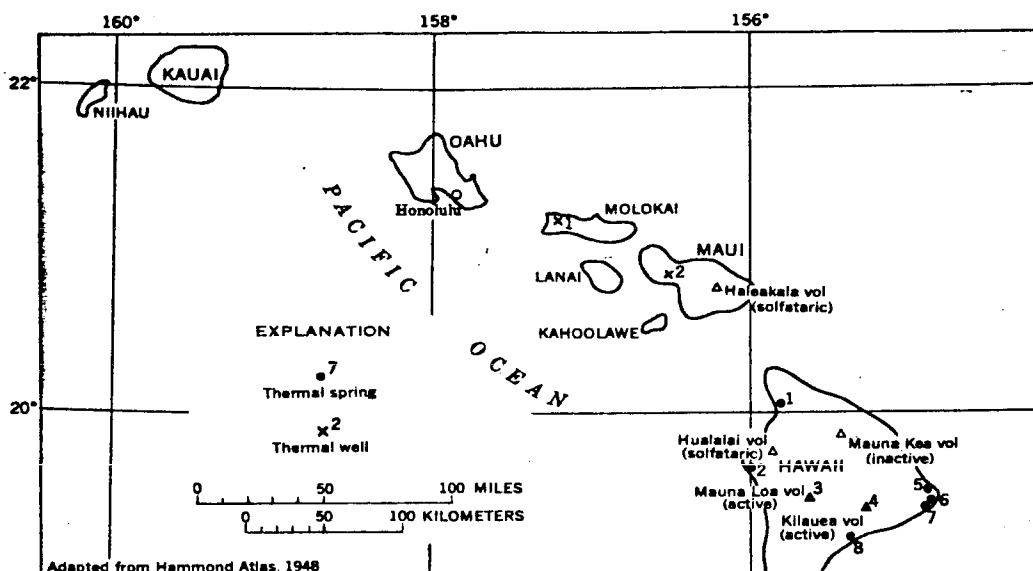 160° 158° 156°
22°
KAUAI
NIIHAU
OAHU
Honolulu
PACIFIC
OCEAN
1
MOLOKAI
MAUI
2
LANAI
Haleakala vol
(solfataric)
KAHOOLAWE
EXPLANATION
7
Thermal spring
2
Thermal well
20°
1
Hualalai vol
(solfataric)
Mauna Kea vol
(inactive)
2
HAWAII
Mauna Loa vol
(active)
3
4
5
6
7
Kilauea vol
(active)
8
0 50 100 MILES
0 50 100 KILOMETERS
Adapted from Hammond Atlas, 1948